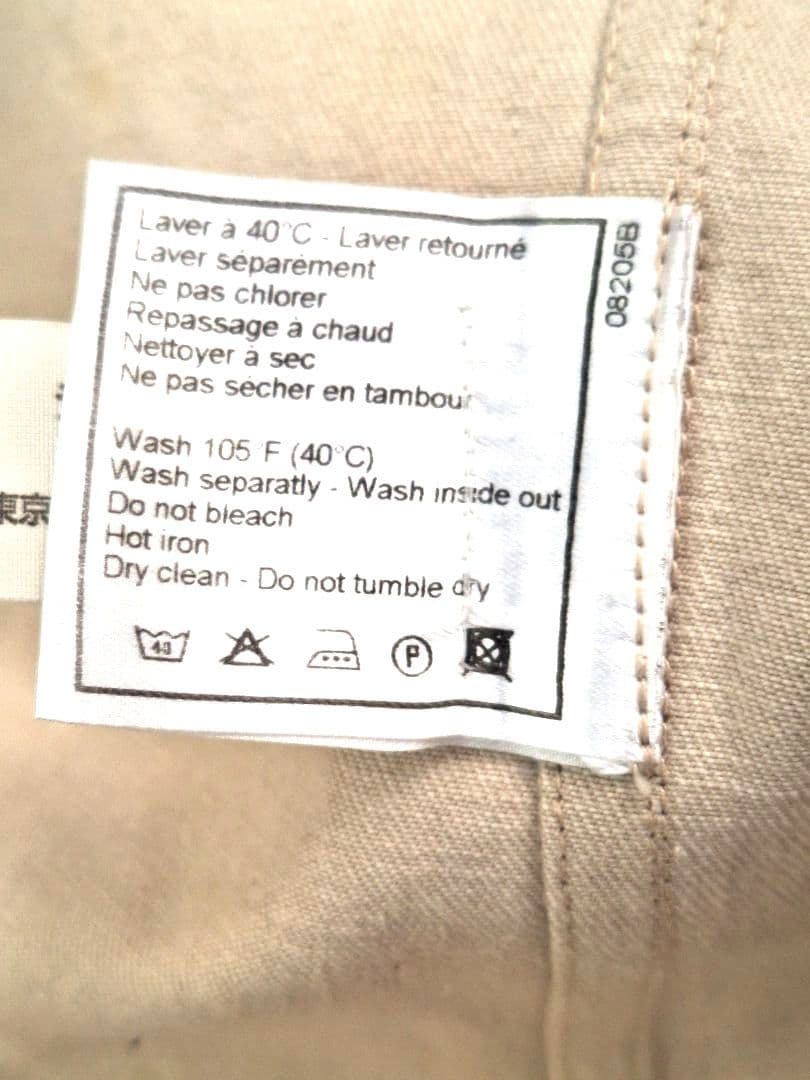 Laver à 40°C - Laver retourné
Laver séparément
Ne pas chlorer
Repassage à chaud
Nettoyer à sec
Ne pas sécher en tambour
Wash 105°F (40°C)
Wash separatly - Wash inside out
Do not bleach
Hot iron
Dry clean - Do not tumble dry
40
P
08205B
東京